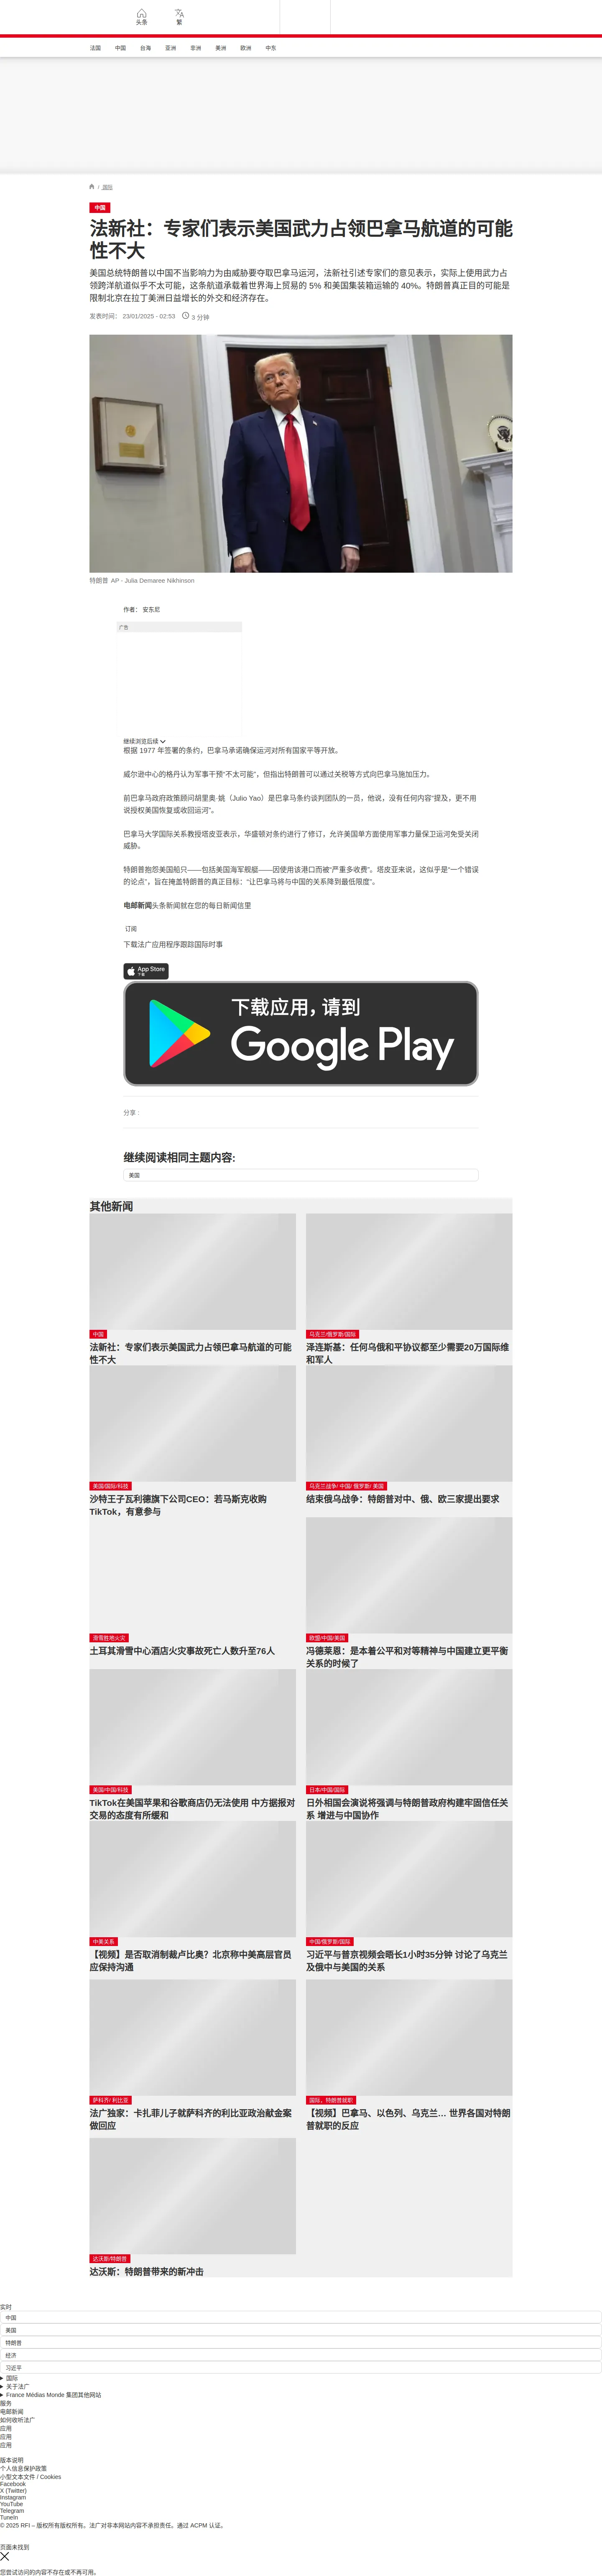 头条
繁
法国
中国
台海
亚洲
非洲
美洲
欧洲
中东
/ 国际
中国
法新社：专家们表示美国武力占领巴拿马航道的可能
性不大
美国总统特朗普以中国不当影响力为由威胁要夺取巴拿马运河，法新社引述专家们的意见表示，实际上使用武力占
领跨洋航道似乎不太可能，这条航道承载着世界海上贸易的 5% 和美国集装箱运输的 40%。特朗普真正目的可能是
限制北京在拉丁美洲日益增长的外交和经济存在。
发表时间： 23/01/2025 - 02:53
3 分钟
特朗普 AP - Julia Demaree Nikhinson
作者： 安东尼
广告
继续浏览后续
根据 1977 年签署的条约，巴拿马承诺确保运河对所有国家平等开放。
威尔逊中心的格丹认为军事干预“不太可能”，但指出特朗普可以通过关税等方式向巴拿马施加压力。
前巴拿马政府政策顾问胡里奥·姚（Julio Yao）是巴拿马条约谈判团队的一员，他说，没有任何内容“提及，更不用
说授权美国恢复或收回运河”。
巴拿马大学国际关系教授塔皮亚表示，华盛顿对条约进行了修订，允许美国单方面使用军事力量保卫运河免受关闭
威胁。
特朗普抱怨美国船只——包括美国海军舰艇——因使用该港口而被“严重多收费”。塔皮亚来说，这似乎是“一个错误
的论点”，旨在掩盖特朗普的真正目标：“让巴拿马将与中国的关系降到最低限度”。
电邮新闻头条新闻就在您的每日新闻信里
订阅
下载法广应用程序跟踪国际时事
App Store
下载
下载应用，请到
Google Play
分享 :
继续阅读相同主题内容:
美国
其他新闻
中国
法新社：专家们表示美国武力占领巴拿马航道的可能
性不大
乌克兰/俄罗斯/国际
泽连斯基：任何乌俄和平协议都至少需要20万国际维
和军人
美国/国际/科技
沙特王子瓦利德旗下公司CEO：若马斯克收购
TikTok，有意参与
乌克兰战争/ 中国/ 俄罗斯/ 美国
结束俄乌战争：特朗普对中、俄、欧三家提出要求
滑雪胜地火灾
土耳其滑雪中心酒店火灾事故死亡人数升至76人
欧盟/中国/美国
冯德莱恩：是本着公平和对等精神与中国建立更平衡
关系的时候了
美国/中国/科技
TikTok在美国苹果和谷歌商店仍无法使用 中方据报对
交易的态度有所缓和
日本/中国/国际
日外相国会演说将强调与特朗普政府构建牢固信任关
系 增进与中国协作
中美关系
【视频】是否取消制裁卢比奥？北京称中美高层官员
应保持沟通
中国/俄罗斯/国际
习近平与普京视频会晤长1小时35分钟 讨论了乌克兰
及俄中与美国的关系
萨科齐/ 利比亚
法广独家：卡扎菲儿子就萨科齐的利比亚政治献金案
做回应
国际，特朗普就职
【视频】巴拿马、以色列、乌克兰… 世界各国对特朗
普就职的反应
达沃斯/特朗普
达沃斯：特朗普带来的新冲击
实时
中国
美国
特朗普
经济
习近平
国际
关于法广
France Médias Monde 集团其他网站
服务
电邮新闻
如何收听法广
应用
应用
应用
版本说明
个人信息保护政策
小型文本文件 / Cookies
Facebook
X (Twitter)
Instagram
YouTube
Telegram
TuneIn
© 2025 RFI – 版权所有版权所有。法广对非本网站内容不承担责任。通过 ACPM 认证。
页面未找到
您尝试访问的内容不存在或不再可用。